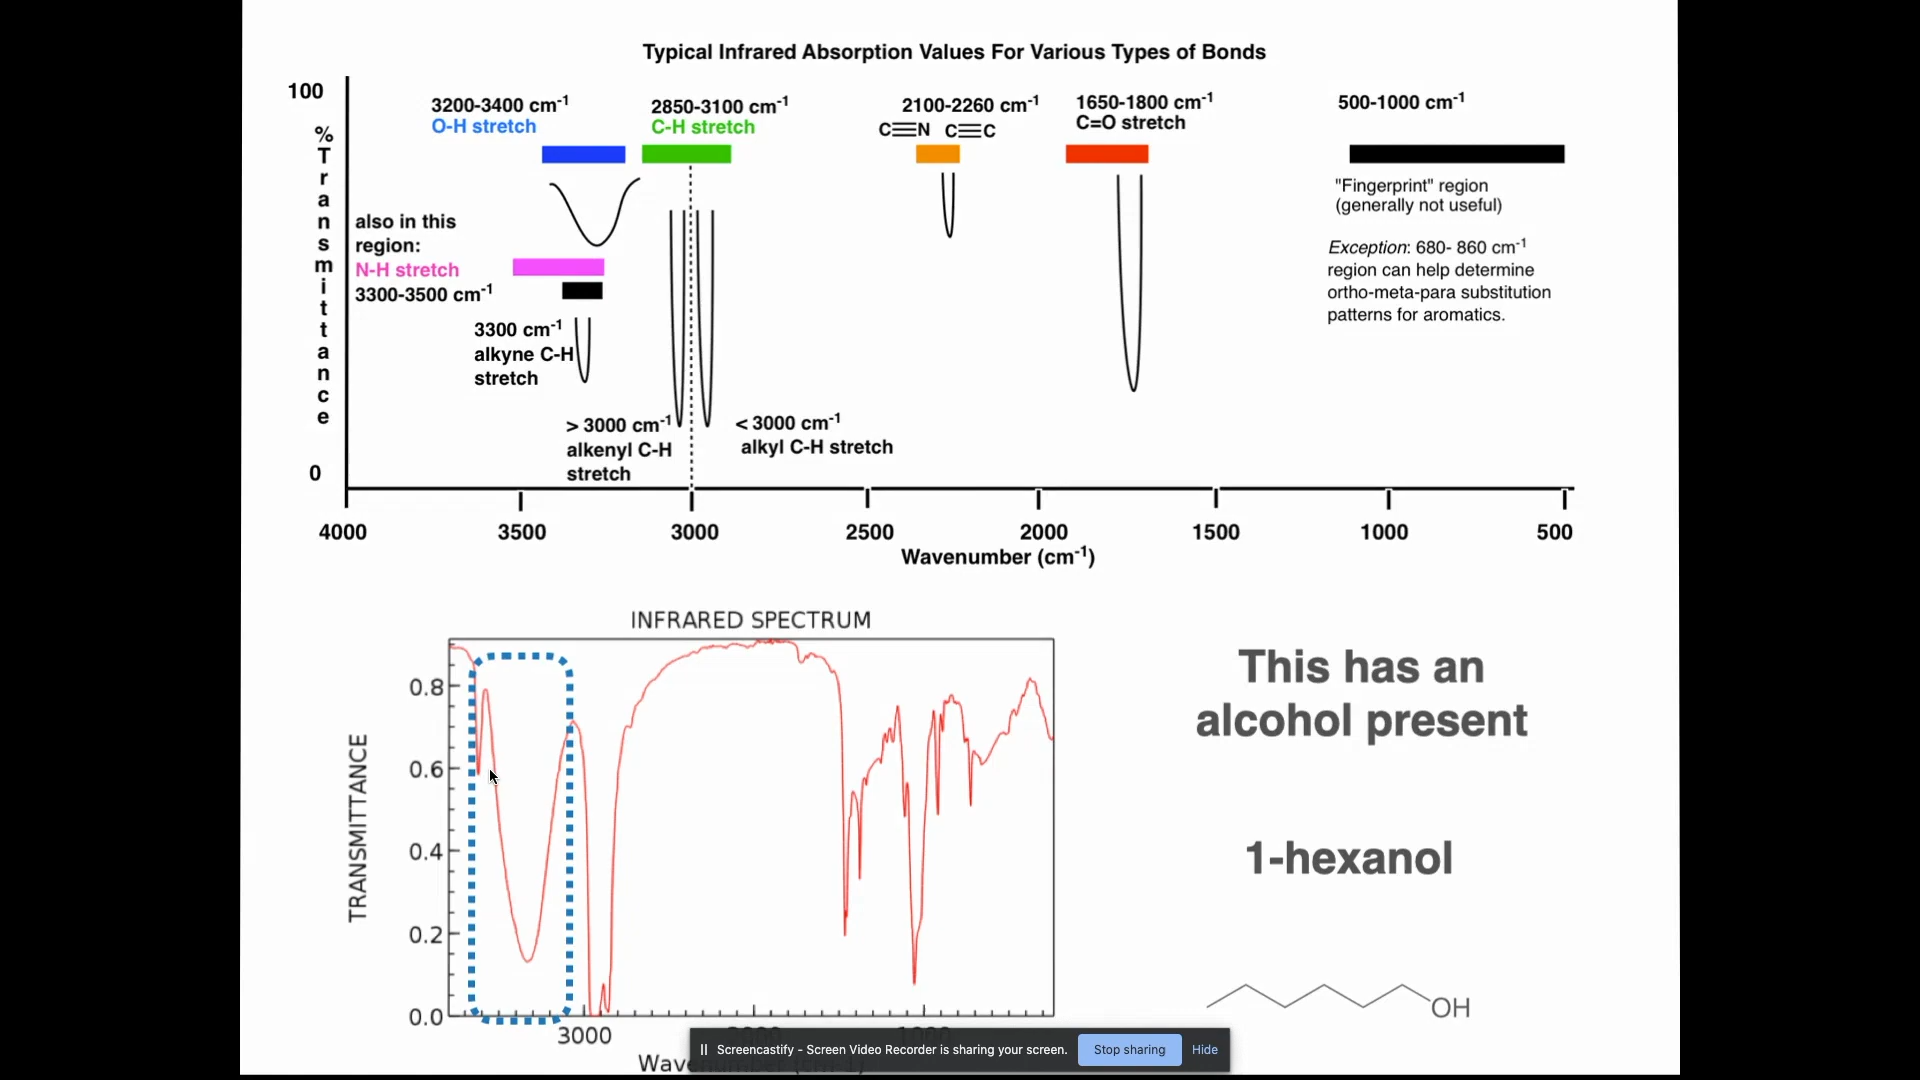 Typical Infrared Absorption Values For Various Types of Bonds
100
% Transmittance
0
3200-3400 cm-1
O-H stretch
2850-3100 cm-1
C-H stretch
2100-2260 cm-1
C≡N C≡C
1650-1800 cm-1
C=O stretch
500-1000 cm-1
"Fingerprint" region
(generally not useful)
Exception: 680- 860 cm-1
region can help determine
ortho-meta-para substitution
patterns for aromatics.
also in this
region:
N-H stretch
3300-3500 cm-1
3300 cm-1
alkyne C-H
stretch
> 3000 cm-1
alkenyl C-H
stretch
< 3000 cm-1
alkyl C-H stretch
4000 3500 3000 2500 2000 1500 1000 500
Wavenumber (cm-1)
INFRARED SPECTRUM
TRANSMITTANCE
0.8
0.6
0.4
0.2
0.0
3000
This has an
alcohol present
1-hexanol
OH
Screencastify - Screen Video Recorder is sharing your screen.
Stop sharing
Hide